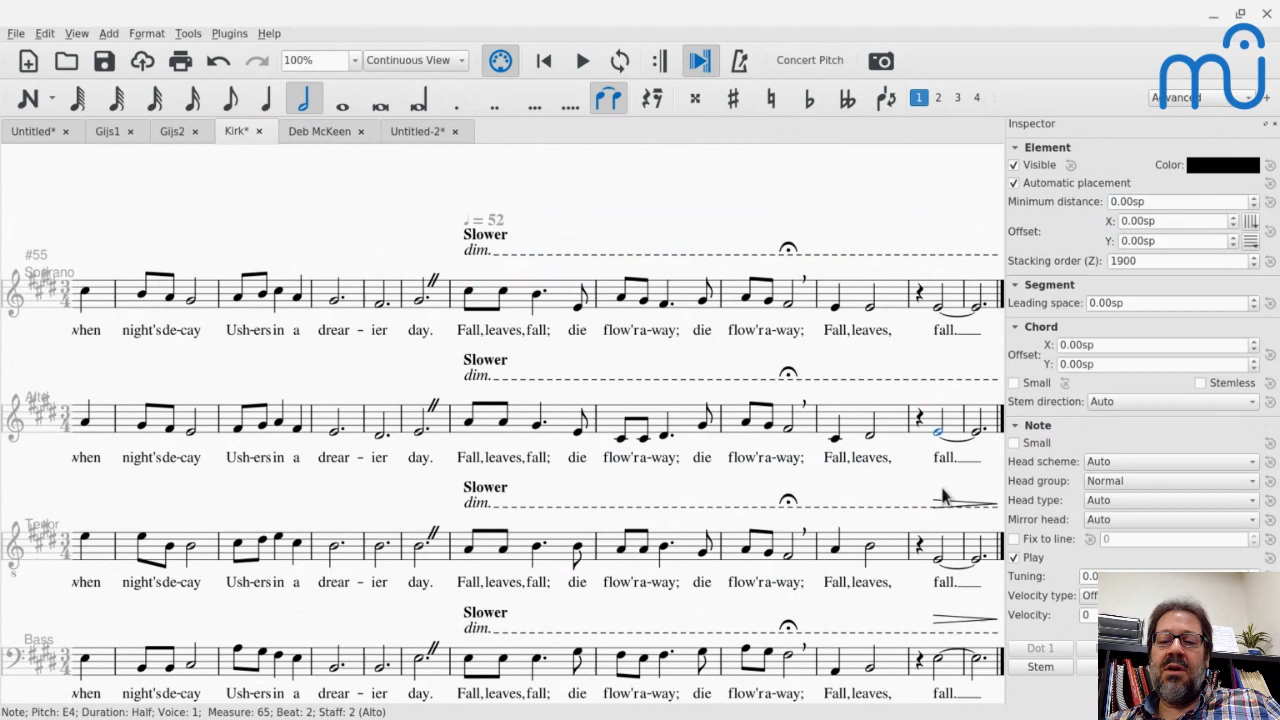 File Edit View Add Format Tools Plugins Help
100% Continuous View Concert Pitch
1 2 3 4 Advanced +
Untitled* × Gijs1 × Gijs2 × Kirk* × Deb McKeen × Untitled-2* ×
Inspector
Element
Visible Color:
Automatic placement
Minimum distance: 0.00sp
Offset: X: 0.00sp
Y: 0.00sp
Stacking order (Z): 1900
Segment
Leading space: 0.00sp
Chord
Offset: X: 0.00sp
Y: 0.00sp
Small Stemless
Stem direction: Auto
Note
Small
Head scheme: Auto
Head group: Normal
Head type: Auto
Mirror head: Auto
Fix to line: 0
Play
Tuning: 0.0
Velocity type: Off
Velocity: 0
Dot 1
Stem
♩ = 52
Slower
dim.
#55
Soprano
when night's de-cay Ush-ers in a drear – ier day. Fall, leaves, fall; die flow'r a-way; die flow'r a-way; Fall, leaves, fall.
Slower
dim.
Alto
when night's de-cay Ush-ers in a drear – ier day. Fall, leaves, fall; die flow'r a-way; die flow'r a-way; Fall, leaves, fall.
Slower
dim.
Tenor
when night's de-cay Ush-ers in a drear – ier day. Fall, leaves, fall; die flow'r a-way; die flow'r a-way; Fall, leaves, fall.
Slower
dim.
Bass
when night's de-cay Ush-ers in a drear – ier day. Fall, leaves, fall; die flow'r a-way; die flow'r a-way; Fall, leaves, fall.
Note; Pitch: E4; Duration: Half; Voice: 1; Measure: 65; Beat: 2; Staff: 2 (Alto)